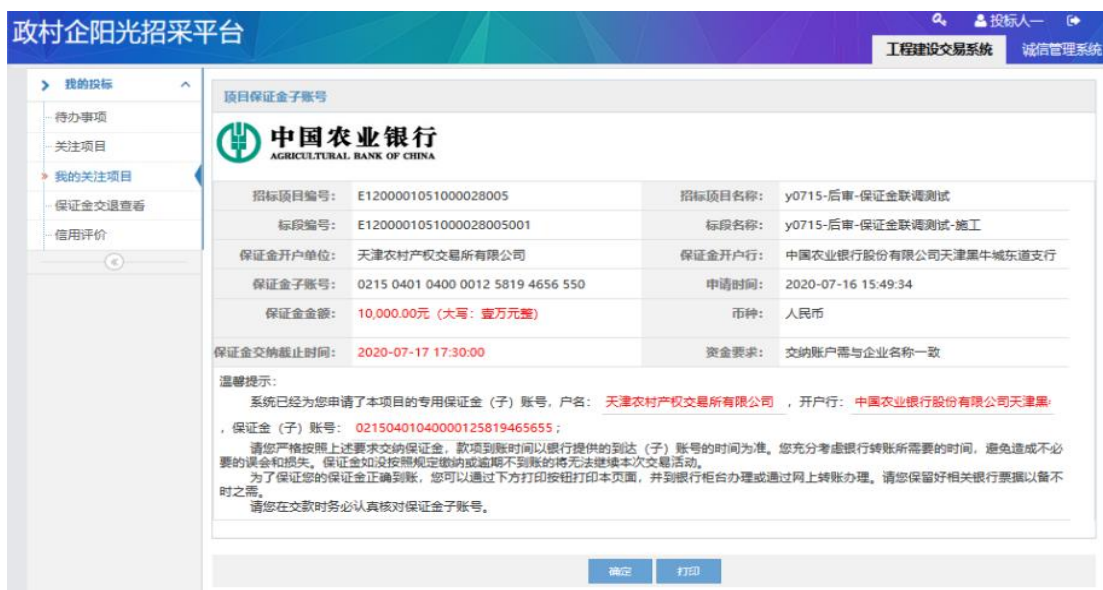 政村企阳光招采平台
投标人一
工程建设交易系统 诚信管理系统
我的投标
待办事项
关注项目
我的关注项目
保证金交退查看
信用评价
项目保证金子账号
中国农业银行
AGRICULTURAL BANK OF CHINA
招标项目编号： E1200001051000028005 招标项目名称： y0715-后审-保证金联调测试
标段编号： E1200001051000028005001 标段名称： y0715-后审-保证金联调测试-施工
保证金开户单位： 天津农村产权交易所有限公司 保证金开户行： 中国农业银行股份有限公司天津黑牛城东道支行
保证金子账号： 0215 0401 0400 0012 5819 4656 550 申请时间： 2020-07-16 15:49:34
保证金金额： 10,000.00元（大写：壹万元整） 币种： 人民币
保证金交纳截止时间： 2020-07-17 17:30:00 资金要求： 交纳账户需与企业名称一致
温馨提示：
系统已经为您申请了本项目的专用保证金（子）账号，户名： 天津农村产权交易所有限公司 ，开户行： 中国农业银行股份有限公司天津黑
，保证金（子）账号： 02150401040000125819465655；
请您严格按照上述要求交纳保证金，款项到账时间以银行提供的到达（子）账号的时间为准。您充分考虑银行转账所需要的时间，避免造成不必
要的误会和损失。保证金如没按照规定缴纳或逾期不到账的将无法继续本次交易活动。
为了保证您的保证金正确到账，您可以通过下方打印按钮打印本页面，并到银行柜台办理或通过网上转账办理。请您保留好相关银行票据以备不
时之需。
请您在交款时务必认真核对保证金子账号。
确定 打印